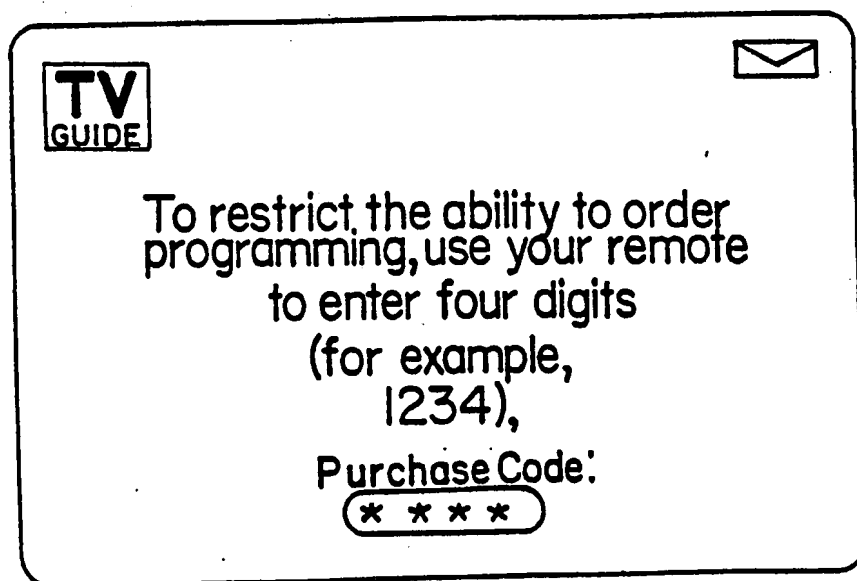 TV
GUIDE
To restrict the ability to order
programming, use your remote
to enter four digits
(for example,
1234),
Purchase Code:
* * * *